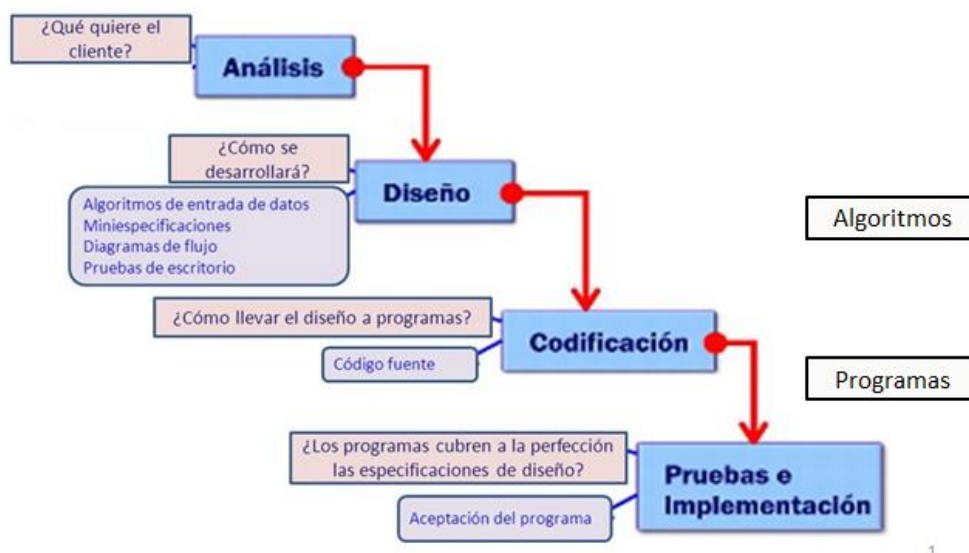 ¿Qué quiere el
cliente?
Análisis
¿Cómo se
desarrollará?
Diseño
Algoritmos de entrada de datos
Miniespecificaciones
Diagramas de flujo
Pruebas de escritorio
Algoritmos
¿Cómo llevar el diseño a programas?
Codificación
Código fuente
Programas
¿Los programas cubren a la perfección
las especificaciones de diseño?
Pruebas e
Implementación
Aceptación del programa
1